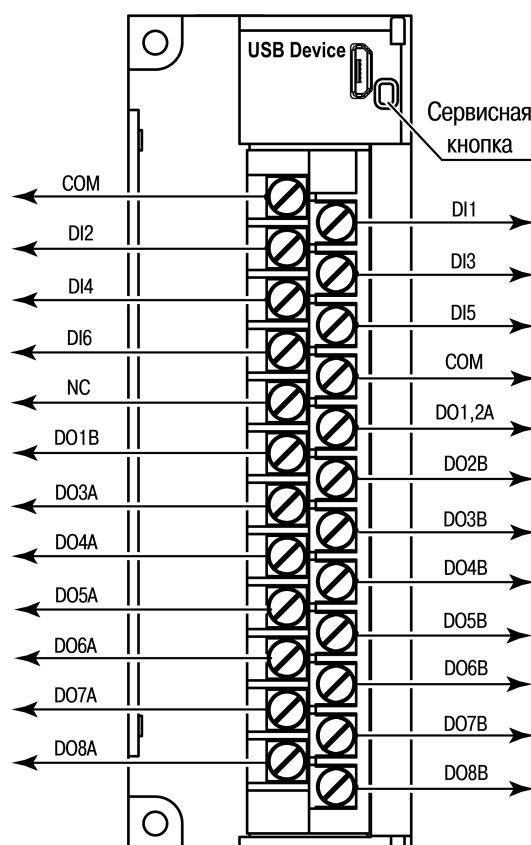 USB Device
Сервисная
кнопка
COM
DI1
DI2
DI3
DI4
DI5
DI6
COM
NC
DO1,2A
DO1B
DO2B
DO3A
DO3B
DO4A
DO4B
DO5A
DO5B
DO6A
DO6B
DO7A
DO7B
DO8A
DO8B